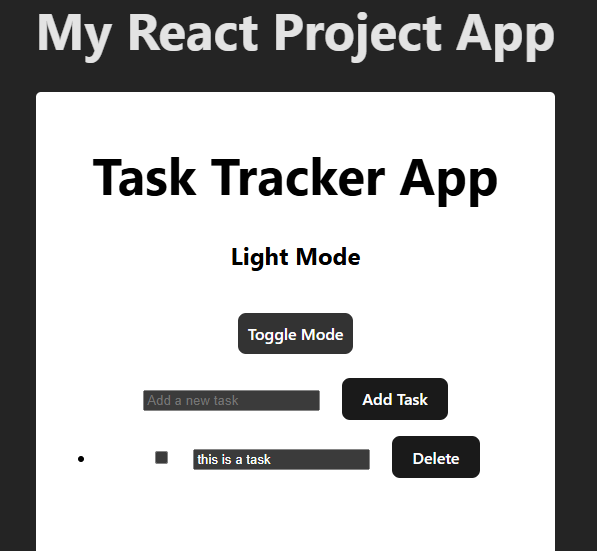 My React Project App
Task Tracker App
Light Mode
Toggle Mode
Add a new task Add Task
this is a task Delete